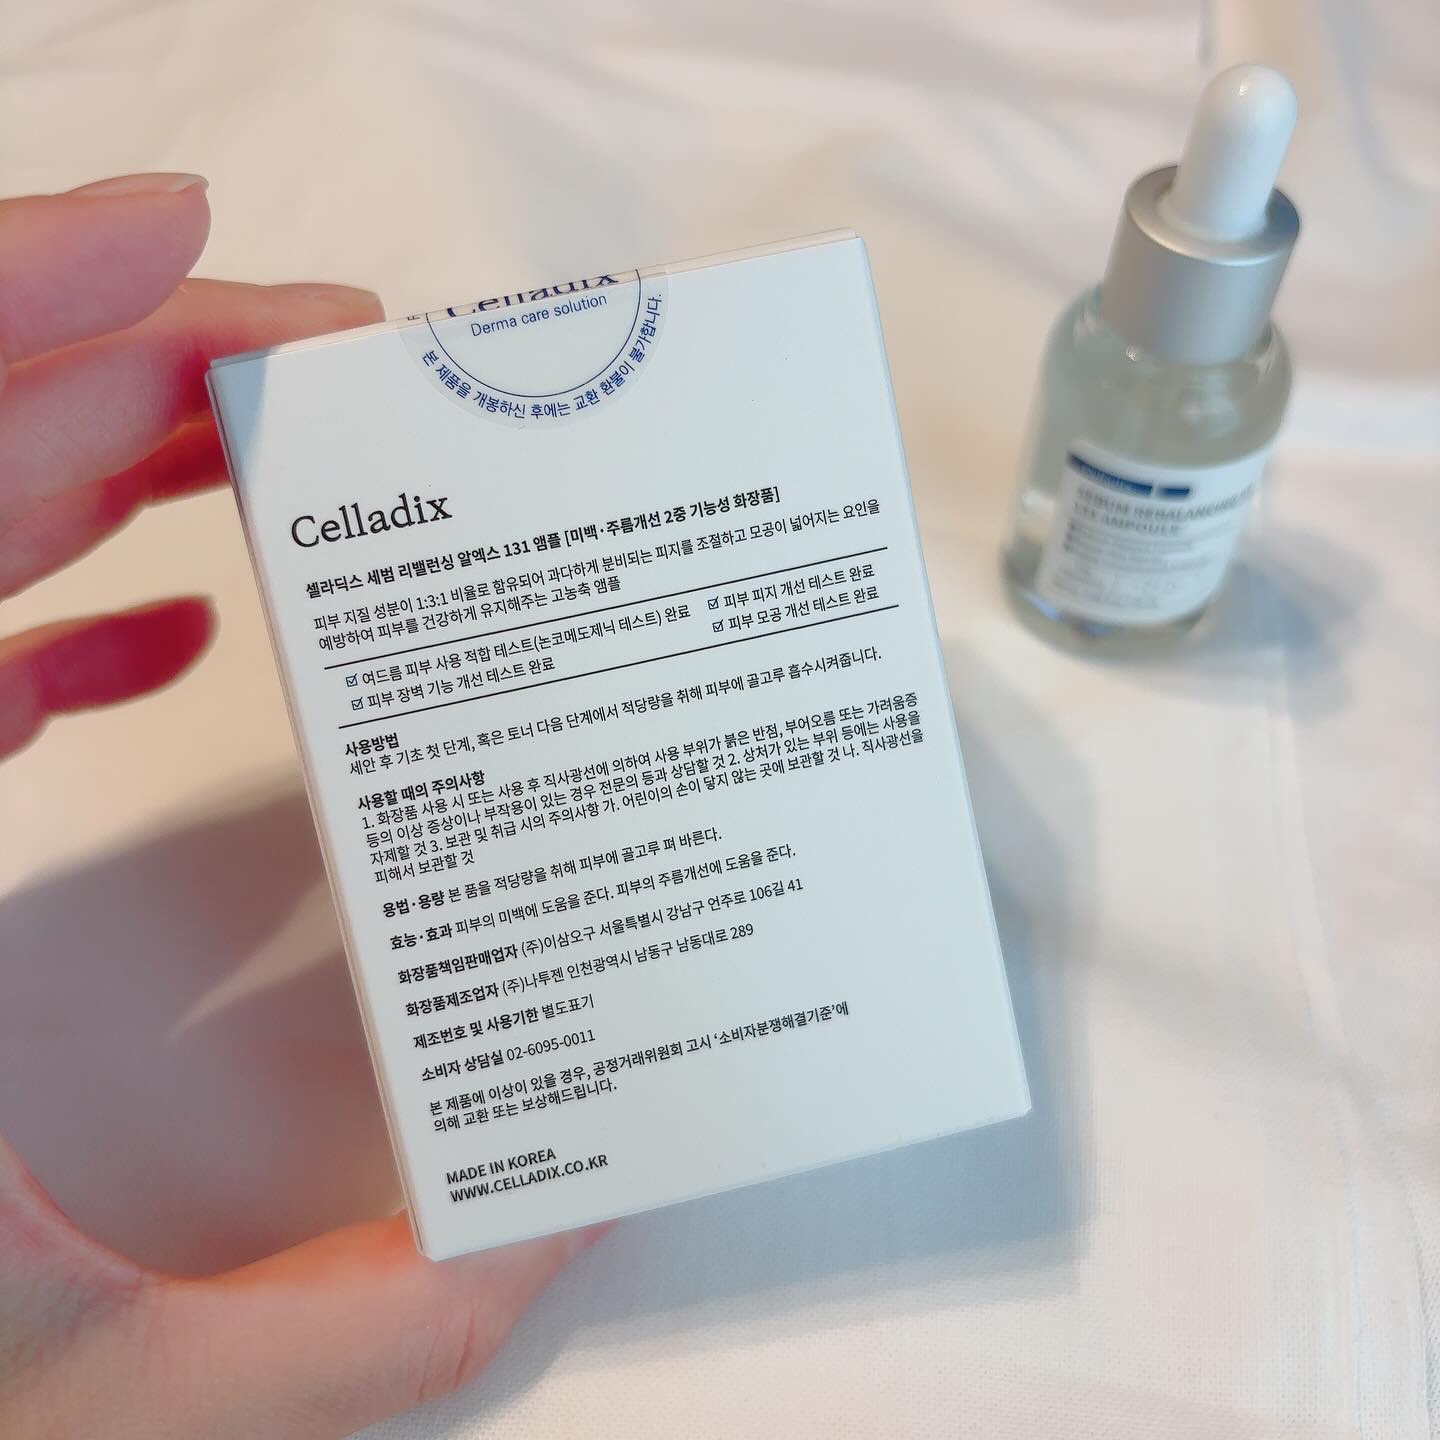 Celladix
Derma care solution
본 제품을 개봉하신 후에는 교환 환불이 불가합니다.
Celladix
셀라딕스 세범 리밸런싱 알엑스 131 앰플 [미백·주름개선 2중 기능성 화장품]
피부 지질 성분이 1:3:1 비율로 함유되어 과다하게 분비되는 피지를 조절하고 모공이 넓어지는 요인을
예방하여 피부를 건강하게 유지해주는 고농축 앰플
☑ 여드름 피부 사용 적합 테스트(논코메도제닉 테스트) 완료 ☑ 피부 피지 개선 테스트 완료
☑ 피부 장벽 기능 개선 테스트 완료 ☑ 피부 모공 개선 테스트 완료
사용방법
세안 후 기초 첫 단계, 혹은 토너 다음 단계에서 적당량을 취해 피부에 골고루 흡수시켜줍니다.
사용할 때의 주의사항
1. 화장품 사용 시 또는 사용 후 직사광선에 의하여 사용 부위가 붉은 반점, 부어오름 또는 가려움증
등의 이상 증상이나 부작용이 있는 경우 전문의 등과 상담할 것 2. 상처가 있는 부위 등에는 사용을
자제할 것 3. 보관 및 취급 시의 주의사항 가. 어린이의 손이 닿지 않는 곳에 보관할 것 나. 직사광선을
피해서 보관할 것
용법·용량 본 품을 적당량을 취해 피부에 골고루 펴 바른다.
효능·효과 피부의 미백에 도움을 준다. 피부의 주름개선에 도움을 준다.
화장품책임판매업자 (주)이삼오구 서울특별시 강남구 언주로 106길 41
화장품제조업자 (주)나투젠 인천광역시 남동구 남동대로 289
제조번호 및 사용기한 별도표기
소비자 상담실 02-6095-0011
본 제품에 이상이 있을 경우, 공정거래위원회 고시 '소비자분쟁해결기준'에
의해 교환 또는 보상해드립니다.
MADE IN KOREA
WWW.CELLADIX.CO.KR
SEBUM REBALANCING
131 AMPOULE